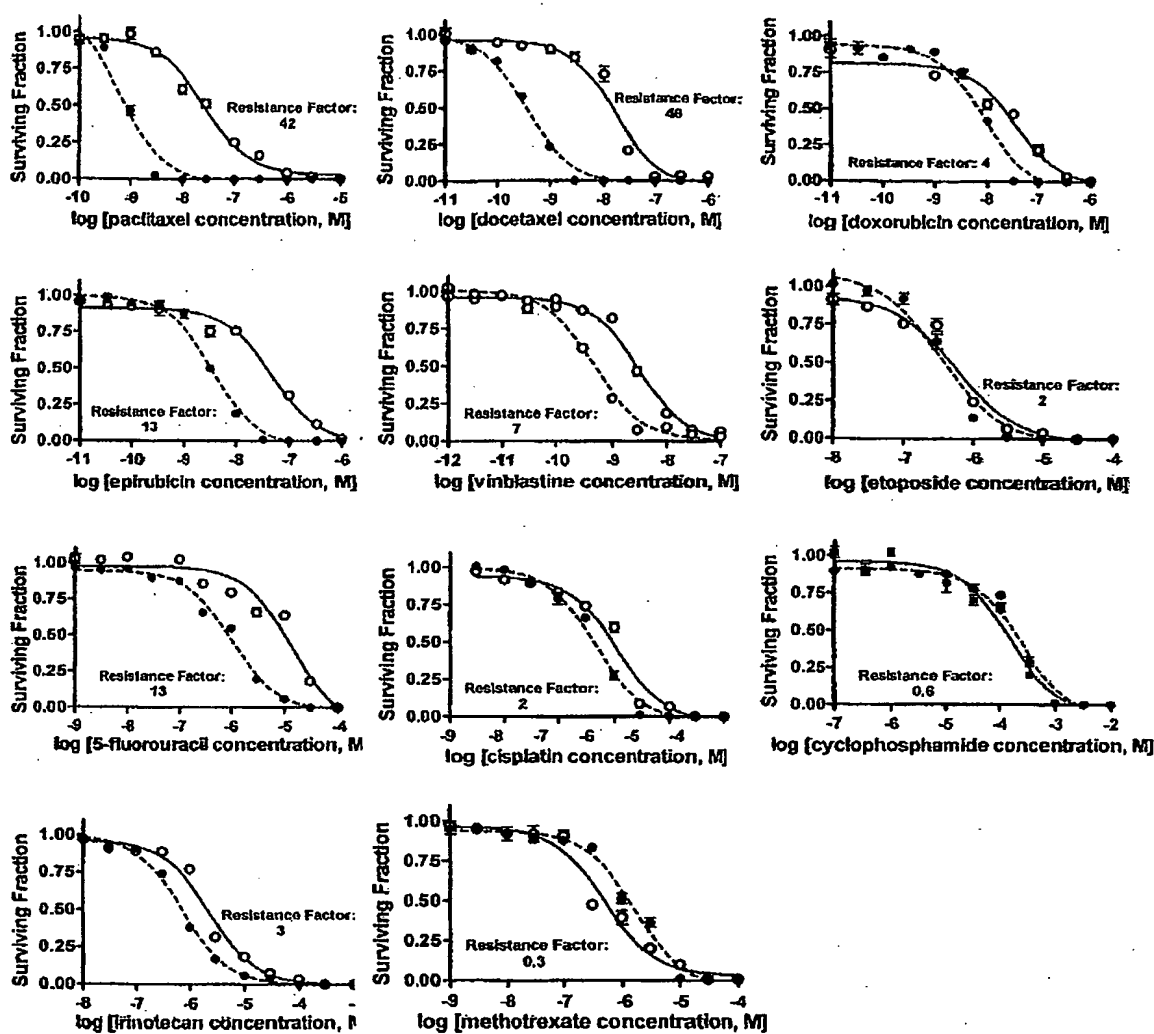 Surviving Fraction
1.00
0.75
0.50
0.25
0.00
Resistance Factor:
42
-10 -9 -8 -7 -6 -5
log [paclitaxel concentration, M]
Surviving Fraction
1.00
0.75
0.50
0.25
0.00
Resistance Factor:
46
-11 -10 -9 -8 -7 -6
log [docetaxel concentration, M]
Surviving Fraction
1.00
0.75
0.50
0.25
0.00
Resistance Factor: 4
-11 -10 -9 -8 -7 -6
log [doxorubicin concentration, M]
Surviving Fraction
1.00
0.75
0.50
0.25
0.00
Resistance Factor:
13
-11 -10 -9 -8 -7 -6
log [epirubicin concentration, M]
Surviving Fraction
1.00
0.75
0.50
0.25
0.00
Resistance Factor:
7
-12 -11 -10 -9 -8 -7
log [vinblastine concentration, M]
Surviving Fraction
1.00
0.75
0.50
0.25
0.00
Resistance Factor:
2
-8 -7 -6 -5 -4
log [etoposide concentration, M]
Surviving Fraction
1.00
0.75
0.50
0.25
0.00
Resistance Factor:
13
-9 -8 -7 -6 -5 -4
log [5-fluorouracil concentration, M
Surviving Fraction
1.00
0.75
0.50
0.25
0.00
Resistance Factor:
2
-9 -8 -7 -6 -5 -4
log [cisplatin concentration, M]
Surviving Fraction
1.00
0.75
0.50
0.25
0.00
Resistance Factor:
0.6
-7 -6 -5 -4 -3 -2
log [cyclophosphamide concentration, M]
Surviving Fraction
1.00
0.75
0.50
0.25
0.00
Resistance Factor:
3
-8 -7 -6 -5 -4
log [irinotecan concentration,
Surviving Fraction
1.00
0.75
0.50
0.25
0.00
Resistance Factor:
0.3
-9 -8 -7 -6 -5 -4
log [methotrexate concentration, M]